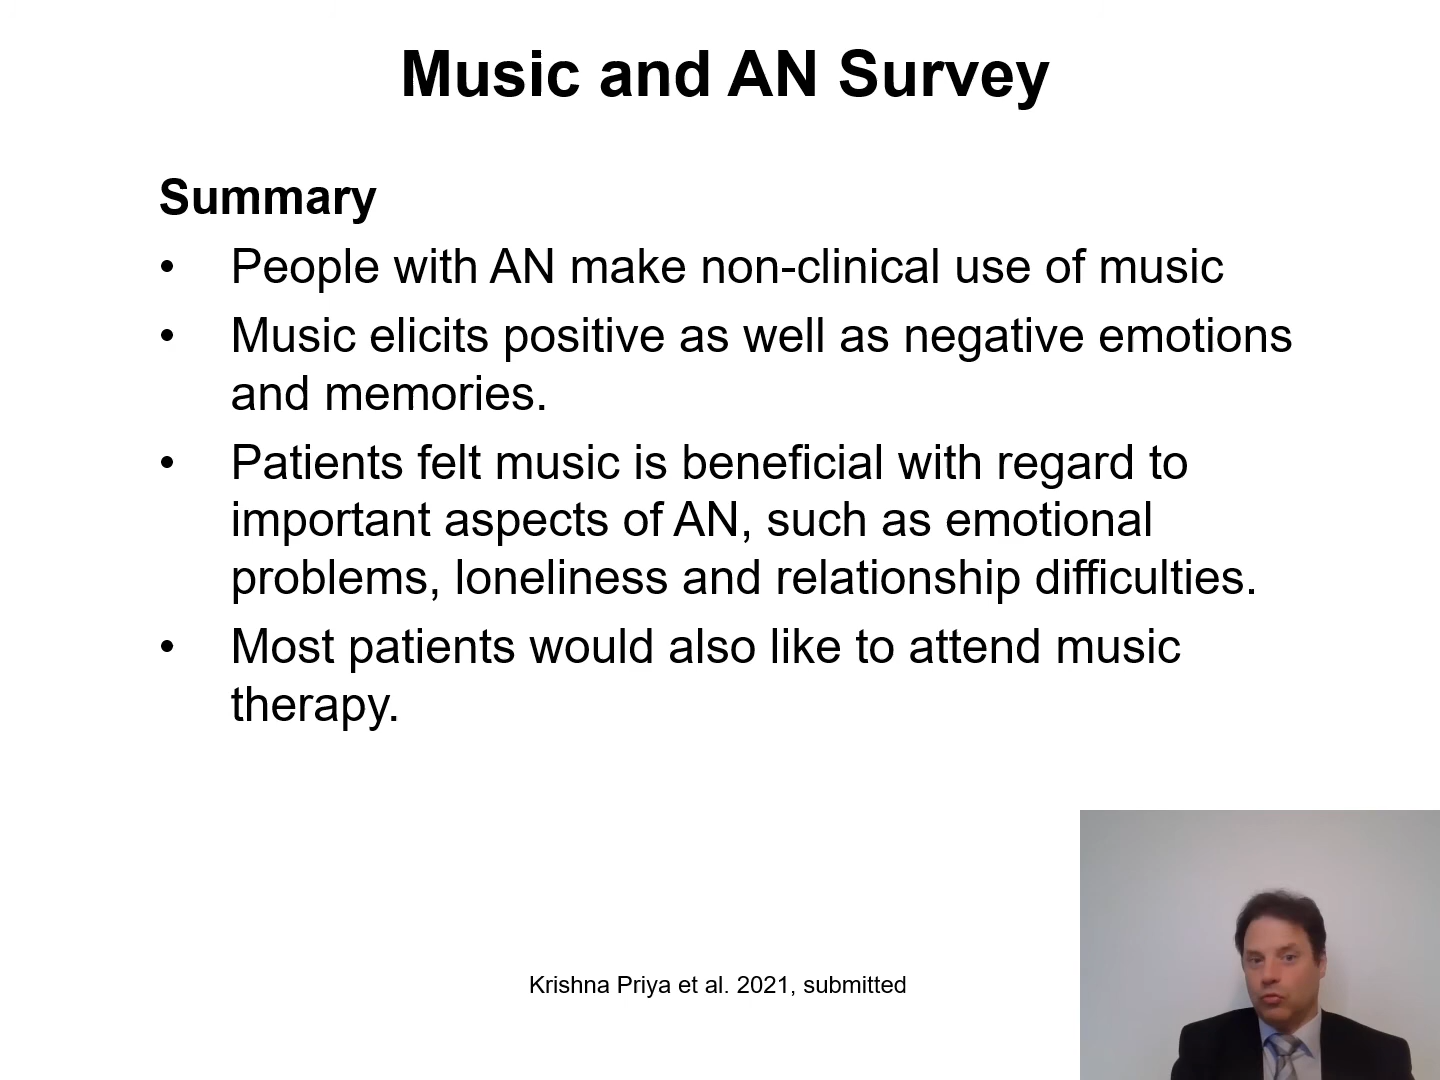 Music and AN Survey
Summary
• People with AN make non-clinical use of music
• Music elicits positive as well as negative emotions
and memories.
• Patients felt music is beneficial with regard to
important aspects of AN, such as emotional
problems, loneliness and relationship difficulties.
• Most patients would also like to attend music
therapy.
Krishna Priya et al. 2021, submitted